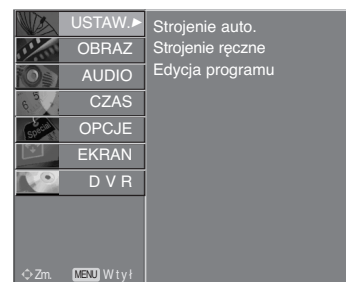 USTAW.
OBRAZ
AUDIO
CZAS
OPCJE
EKRAN
D V R
Strojenie auto.
Strojenie ręczne
Edycja programu
Zm. MENU Wtył